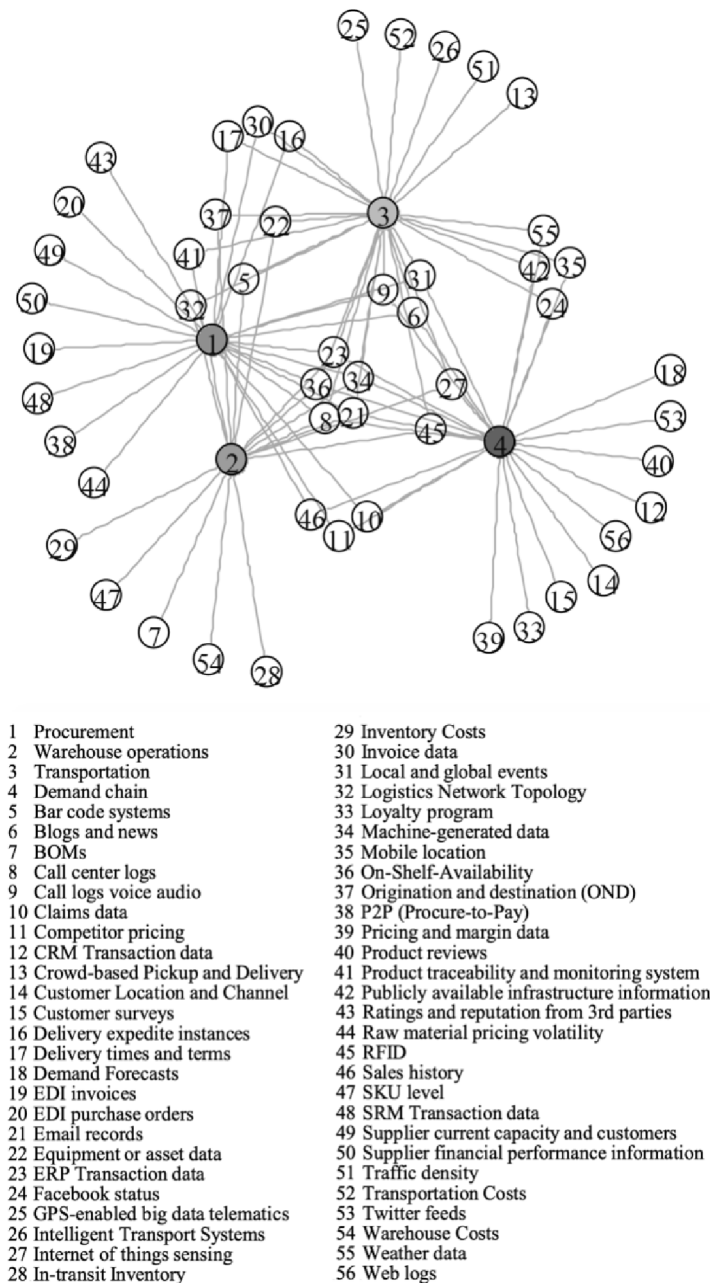 25
52
26
51
13
30
17
16
43
20
37
22
3
55
49
41
42
35
5
31
50
32
9
24
6
1
19
23
36
34
27
18
48
8
21
45
4
53
38
2
40
44
46
10
12
11
56
29
14
47
15
7
33
39
54
28
1 Procurement
2 Warehouse operations
3 Transportation
4 Demand chain
5 Bar code systems
6 Blogs and news
7 BOMs
8 Call center logs
9 Call logs voice audio
10 Claims data
11 Competitor pricing
12 CRM Transaction data
13 Crowd-based Pickup and Delivery
14 Customer Location and Channel
15 Customer surveys
16 Delivery expedite instances
17 Delivery times and terms
18 Demand Forecasts
19 EDI invoices
20 EDI purchase orders
21 Email records
22 Equipment or asset data
23 ERP Transaction data
24 Facebook status
25 GPS-enabled big data telematics
26 Intelligent Transport Systems
27 Internet of things sensing
28 In-transit Inventory
29 Inventory Costs
30 Invoice data
31 Local and global events
32 Logistics Network Topology
33 Loyalty program
34 Machine-generated data
35 Mobile location
36 On-Shelf-Availability
37 Origination and destination (OND)
38 P2P (Procure-to-Pay)
39 Pricing and margin data
40 Product reviews
41 Product traceability and monitoring system
42 Publicly available infrastructure information
43 Ratings and reputation from 3rd parties
44 Raw material pricing volatility
45 RFID
46 Sales history
47 SKU level
48 SRM Transaction data
49 Supplier current capacity and customers
50 Supplier financial performance information
51 Traffic density
52 Transportation Costs
53 Twitter feeds
54 Warehouse Costs
55 Weather data
56 Web logs